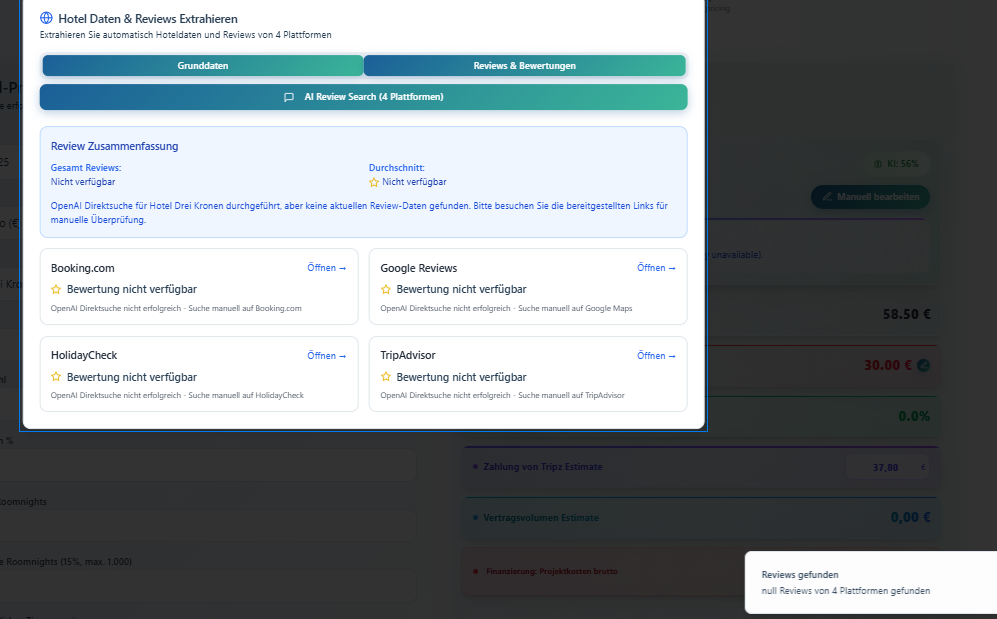 Hotel Daten & Reviews Extrahieren
Extrahieren Sie automatisch Hoteldaten und Reviews von 4 Plattformen
Grunddaten
Reviews & Bewertungen
AI Review Search (4 Plattformen)
Review Zusammenfassung
Gesamt Reviews:
Nicht verfügbar
Durchschnitt:
Nicht verfügbar
OpenAI Direktsuche für Hotel Drei Kronen durchgeführt, aber keine aktuellen Review-Daten gefunden. Bitte besuchen Sie die bereitgestellten Links für
manuelle Überprüfung.
Booking.com
Öffnen →
Bewertung nicht verfügbar
OpenAI Direktsuche nicht erfolgreich - Suche manuell auf Booking.com
Google Reviews
Öffnen →
Bewertung nicht verfügbar
OpenAI Direktsuche nicht erfolgreich - Suche manuell auf Google Maps
HolidayCheck
Öffnen →
Bewertung nicht verfügbar
OpenAI Direktsuche nicht erfolgreich - Suche manuell auf HolidayCheck
TripAdvisor
Öffnen →
Bewertung nicht verfügbar
OpenAI Direktsuche nicht erfolgreich - Suche manuell auf TripAdvisor
KI: 56%
Manuell bearbeiten
unavailable).
58.50 €
30.00 €
0.0%
Zahlung von Tripz Estimate
37,80 €
Vertragsvolumen Estimate
0,00 €
Finanzierung: Projektkosten brutto
25
o (€
n %
oomnights
e Roomnights (15%, max. 1.000)
Reviews gefunden
null Reviews von 4 Plattformen gefunden